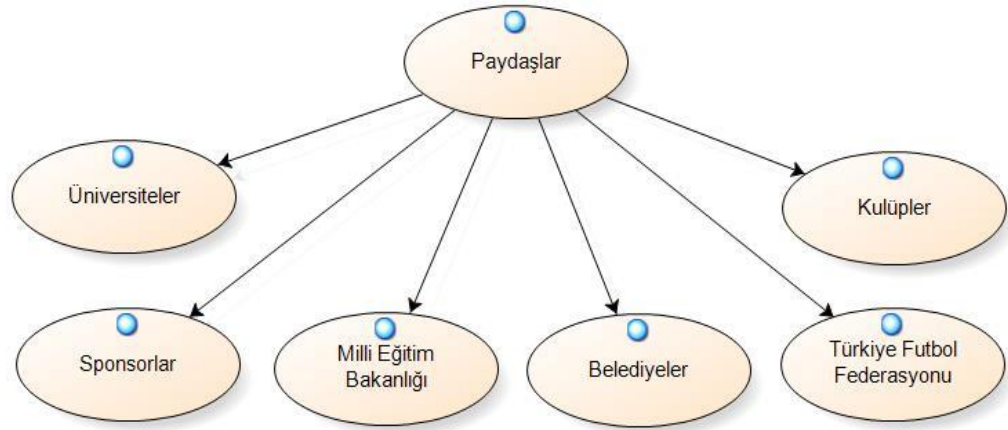 Paydaşlar
Üniversiteler
Kulüpler
Sponsorlar
Milli Eğitim
Bakanlığı
Belediyeler
Türkiye Futbol
Federasyonu